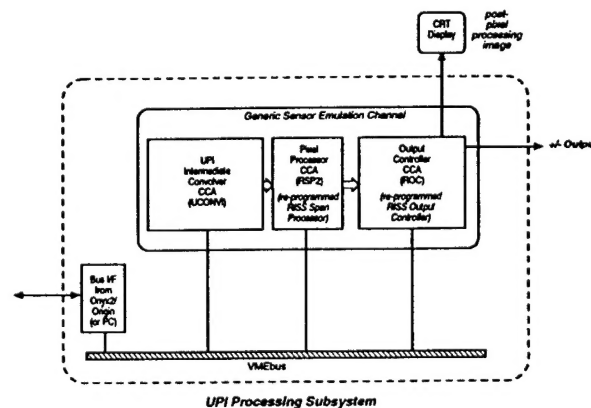 CRT
Display
post-
pixel
processing
image
Generic Sensor Emulation Channel
UPI
Intermediate
Convolver
CCA
(UCONVI)
Pixel
Processor
CCA
(RSP2)
(re-programmed
RISS Span
Processor)
Output
Controller
CCA
(ROC)
(re-programmed
RISS Output
Controller)
+/- Output
Bus I/F
from
Onyx2/
Origin
(or PC)
VMEbus
UPI Processing Subsystem